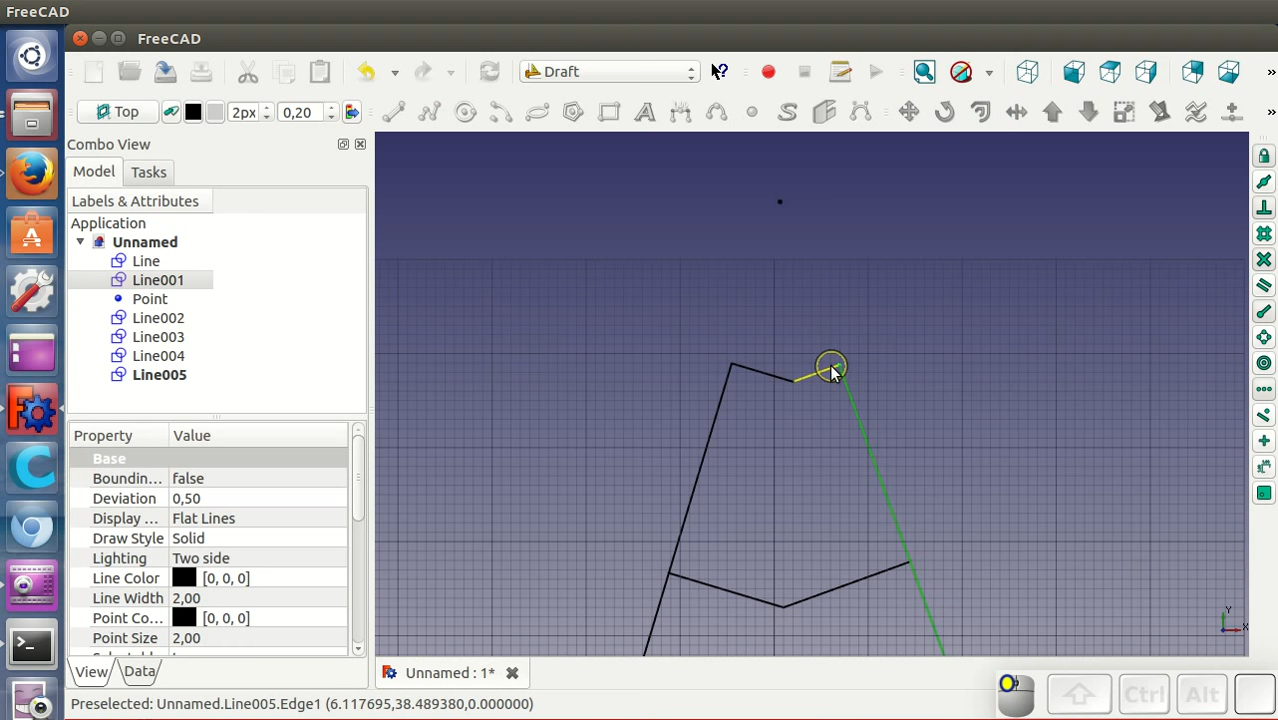 FreeCAD
FreeCAD
Draft
»
Top
2px
0,20
»
Combo View
Model
Tasks
Labels & Attributes
Application
Unnamed
Line
Line001
Point
Line002
Line003
Line004
Line005
Property
Value
Base
Boundin...
false
Deviation
0,50
Display ...
Flat Lines
Draw Style
Solid
Lighting
Two side
Line Color
[0, 0, 0]
Line Width
2,00
Point Co...
[0, 0, 0]
Point Size
2,00
View
Data
Unnamed : 1*
Y
X
Ctrl
Alt
Preselected: Unnamed.Line005.Edge1 (6.117695,38.489380,0.000000)